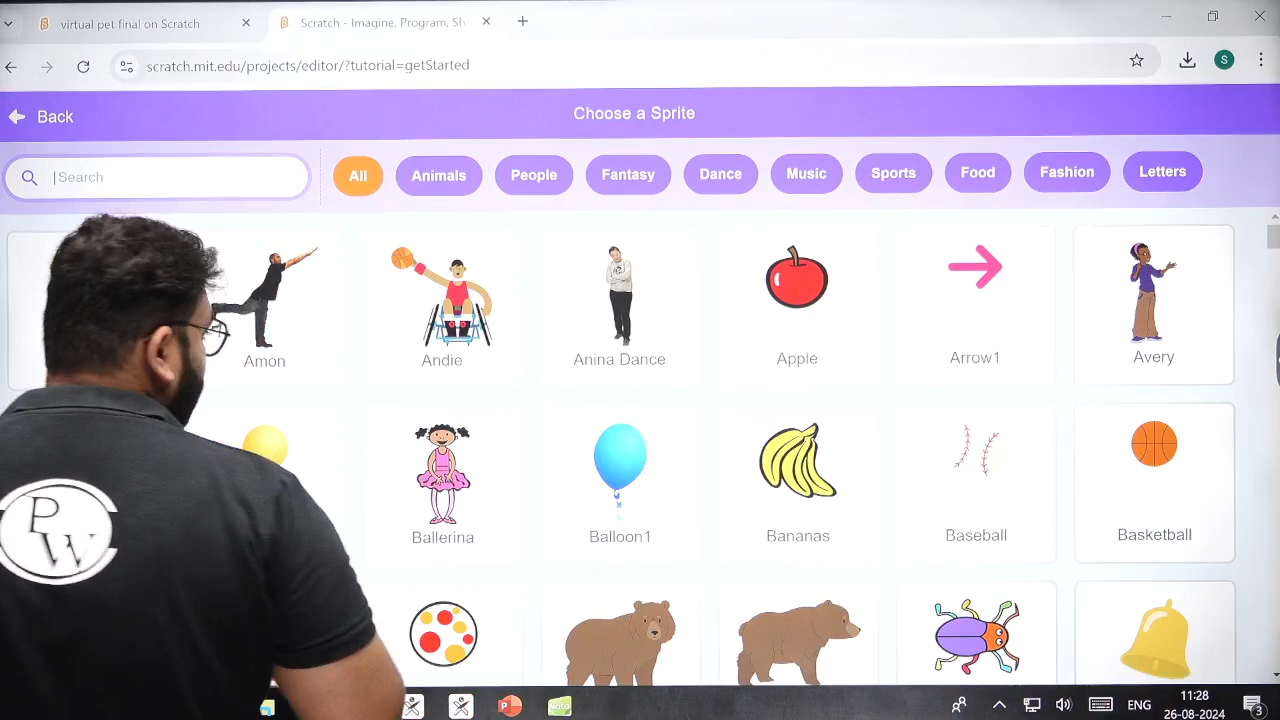 virtual pet final on Scratch
Scratch - Imagine, Program, Sh
scratch.mit.edu/projects/editor/?tutorial=getStarted
S
Back
Choose a Sprite
Search
All
Animals
People
Fantasy
Dance
Music
Sports
Food
Fashion
Letters
Amon
Andie
Anina Dance
Apple
Arrow1
Avery
Ballerina
Balloon1
Bananas
Baseball
Basketball
PW
P
Note
ENG
11:28
26-08-2024
3